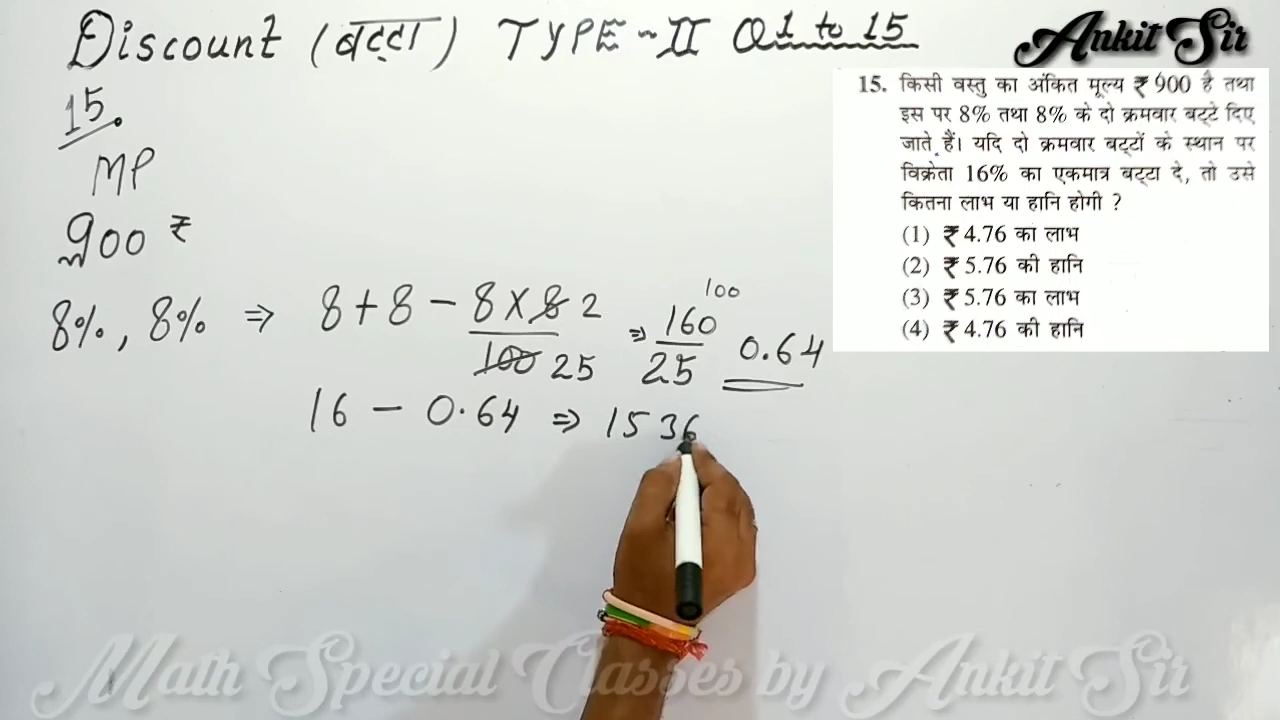 Discount (बट्टा) TYPE-II Q1 to 15
Ankit Sir
15. किसी वस्तु का अंकित मूल्य ₹ 900 है तथा
इस पर 8% तथा 8% के दो क्रमवार बट्टे दिए
जाते हैं। यदि दो क्रमवार बट्टों के स्थान पर
विक्रेता 16% का एकमात्र बट्टा दे, तो उसे
कितना लाभ या हानि होगी ?
(1) ₹ 4.76 का लाभ
(2) ₹ 5.76 की हानि
(3) ₹ 5.76 का लाभ
(4) ₹ 4.76 की हानि
15.
MP
900 ₹
8%, 8% ⇒ 8+8 - 8×8 2
100 25
⇒ 160 100
25
0.64
16 - 0.64 ⇒ 15 36
Math Special Classes by Ankit Sir